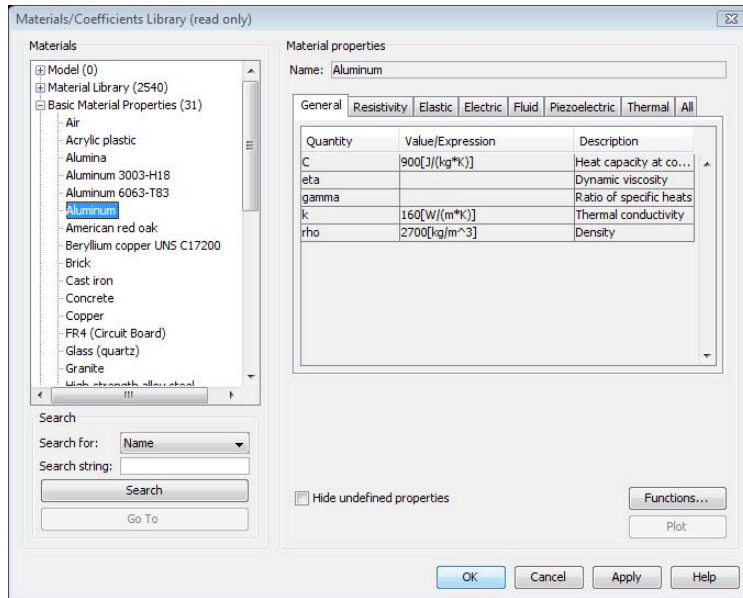 Materials/Coefficients Library (read only)
Materials
Model (0)
Material Library (2540)
Basic Material Properties (31)
Air
Acrylic plastic
Alumina
Aluminum 3003-H18
Aluminum 6063-T83
Aluminum
American red oak
Beryllium copper UNS C17200
Brick
Cast iron
Concrete
Copper
FR4 (Circuit Board)
Glass (quartz)
Granite
High-strength alloy steel
Search
Search for: Name
Search string:
Search
Go To
Material properties
Name: Aluminum
General Resistivity Elastic Electric Fluid Piezoelectric Thermal All
Quantity Value/Expression Description
C 900[J/(kg*K)] Heat capacity at co...
eta Dynamic viscosity
gamma Ratio of specific heats
k 160[W/(m*K)] Thermal conductivity
rho 2700[kg/m^3] Density
Hide undefined properties
Functions...
Plot
OK Cancel Apply Help